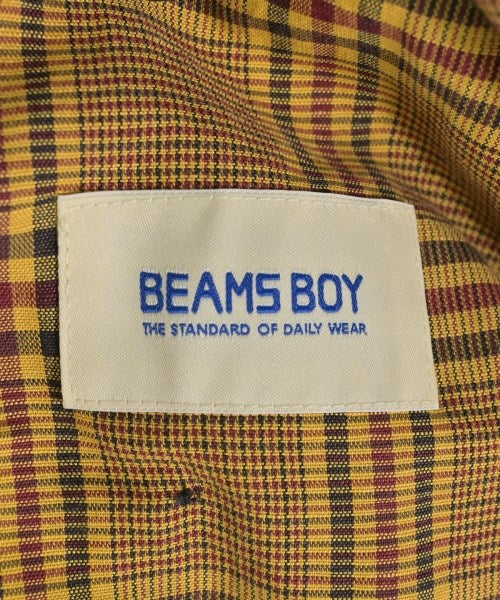 BEAMS BOY
THE STANDARD OF DAILY WEAR